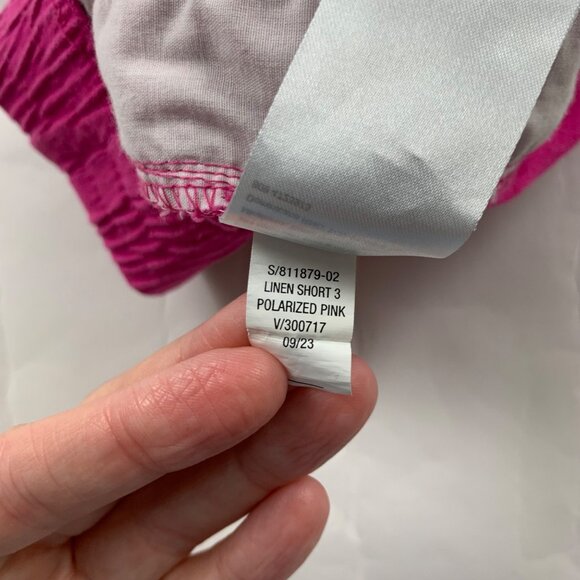 S/811879-02
LINEN SHORT 3
POLARIZED PINK
V/300717
09/23